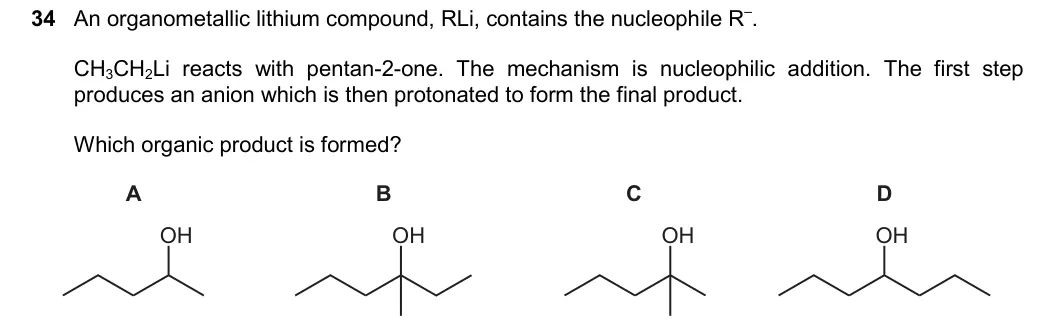 34 An organometallic lithium compound, RLi, contains the nucleophile R⁻.
CH₃CH₂Li reacts with pentan-2-one. The mechanism is nucleophilic addition. The first step
produces an anion which is then protonated to form the final product.
Which organic product is formed?
A B C D
OH OH OH OH